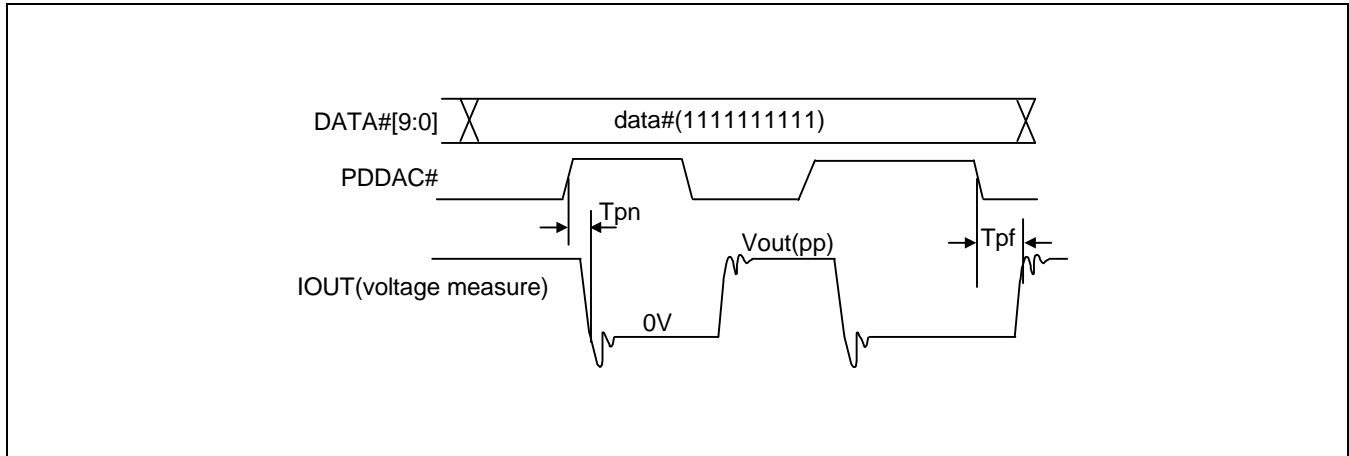 DATA#[9:0]
data#(1111111111)
PDDAC#
Tpn
Vout(pp)
Tpf
IOUT(voltage measure)
0V